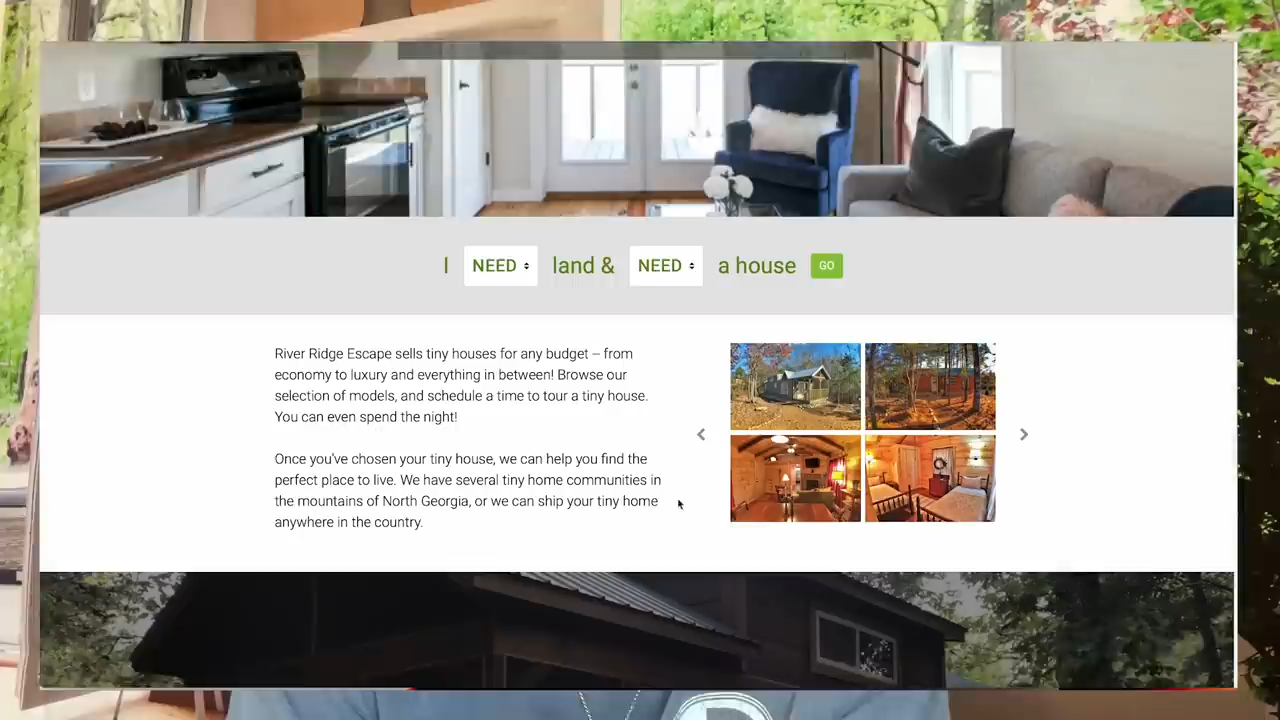 I NEED land & NEED a house GO
River Ridge Escape sells tiny houses for any budget – from
economy to luxury and everything in between! Browse our
selection of models, and schedule a time to tour a tiny house.
You can even spend the night!
Once you've chosen your tiny house, we can help you find the
perfect place to live. We have several tiny home communities in
the mountains of North Georgia, or we can ship your tiny home
anywhere in the country.